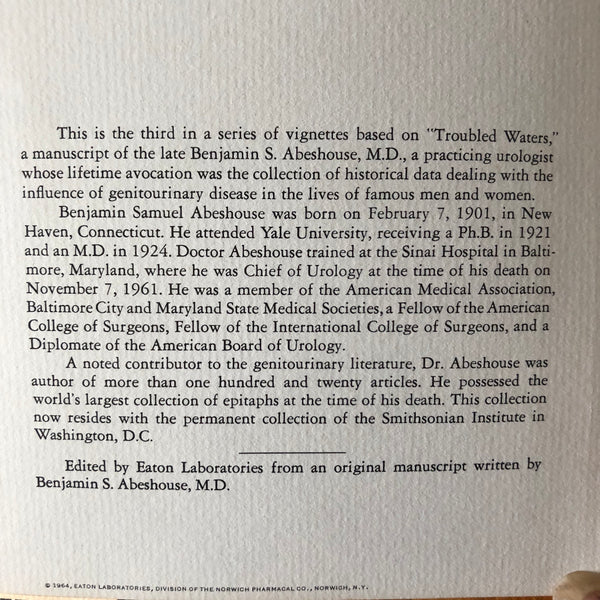 This is the third in a series of vignettes based on "Troubled Waters,"
a manuscript of the late Benjamin S. Abeshouse, M.D., a practicing urologist
whose lifetime avocation was the collection of historical data dealing with the
influence of genitourinary disease in the lives of famous men and women.
Benjamin Samuel Abeshouse was born on February 7, 1901, in New
Haven, Connecticut. He attended Yale University, receiving a Ph.B. in 1921
and an M.D. in 1924. Doctor Abeshouse trained at the Sinai Hospital in Balti-
more, Maryland, where he was Chief of Urology at the time of his death on
November 7, 1961. He was a member of the American Medical Association,
Baltimore City and Maryland State Medical Societies, a Fellow of the American
College of Surgeons, Fellow of the International College of Surgeons, and a
Diplomate of the American Board of Urology.
A noted contributor to the genitourinary literature, Dr. Abeshouse was
author of more than one hundred and twenty articles. He possessed the
world's largest collection of epitaphs at the time of his death. This collection
now resides with the permanent collection of the Smithsonian Institute in
Washington, D.C.
Edited by Eaton Laboratories from an original manuscript written by
Benjamin S. Abeshouse, M.D.
© 1964, EATON LABORATORIES, DIVISION OF THE NORWICH PHARMACAL CO., NORWICH, N.Y.